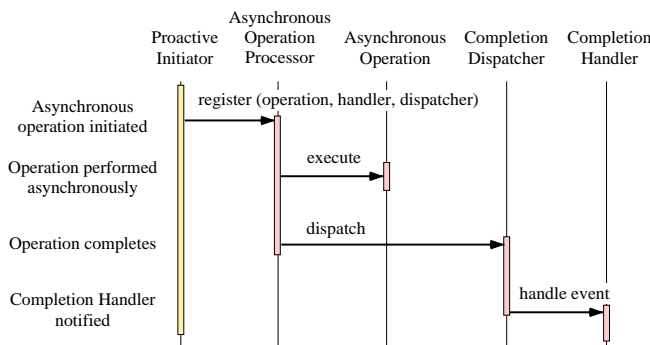 Asynchronous
Operation
Processor
Proactive
Initiator
Asynchronous
Operation
Completion
Dispatcher
Completion
Handler
Asynchronous
operation initiated
register (operation, handler, dispatcher)
Operation performed
asynchronously
execute
Operation completes
dispatch
Completion Handler
notified
handle event